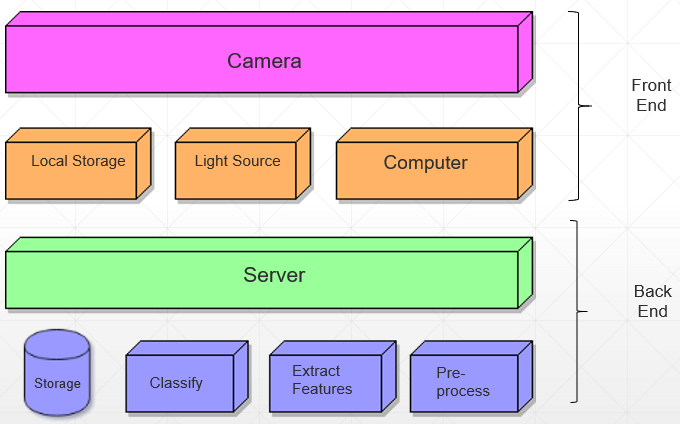 Camera
Front
End
Local Storage
Light Source
Computer
Server
Back
End
Storage
Classify
Extract
Features
Pre-
process